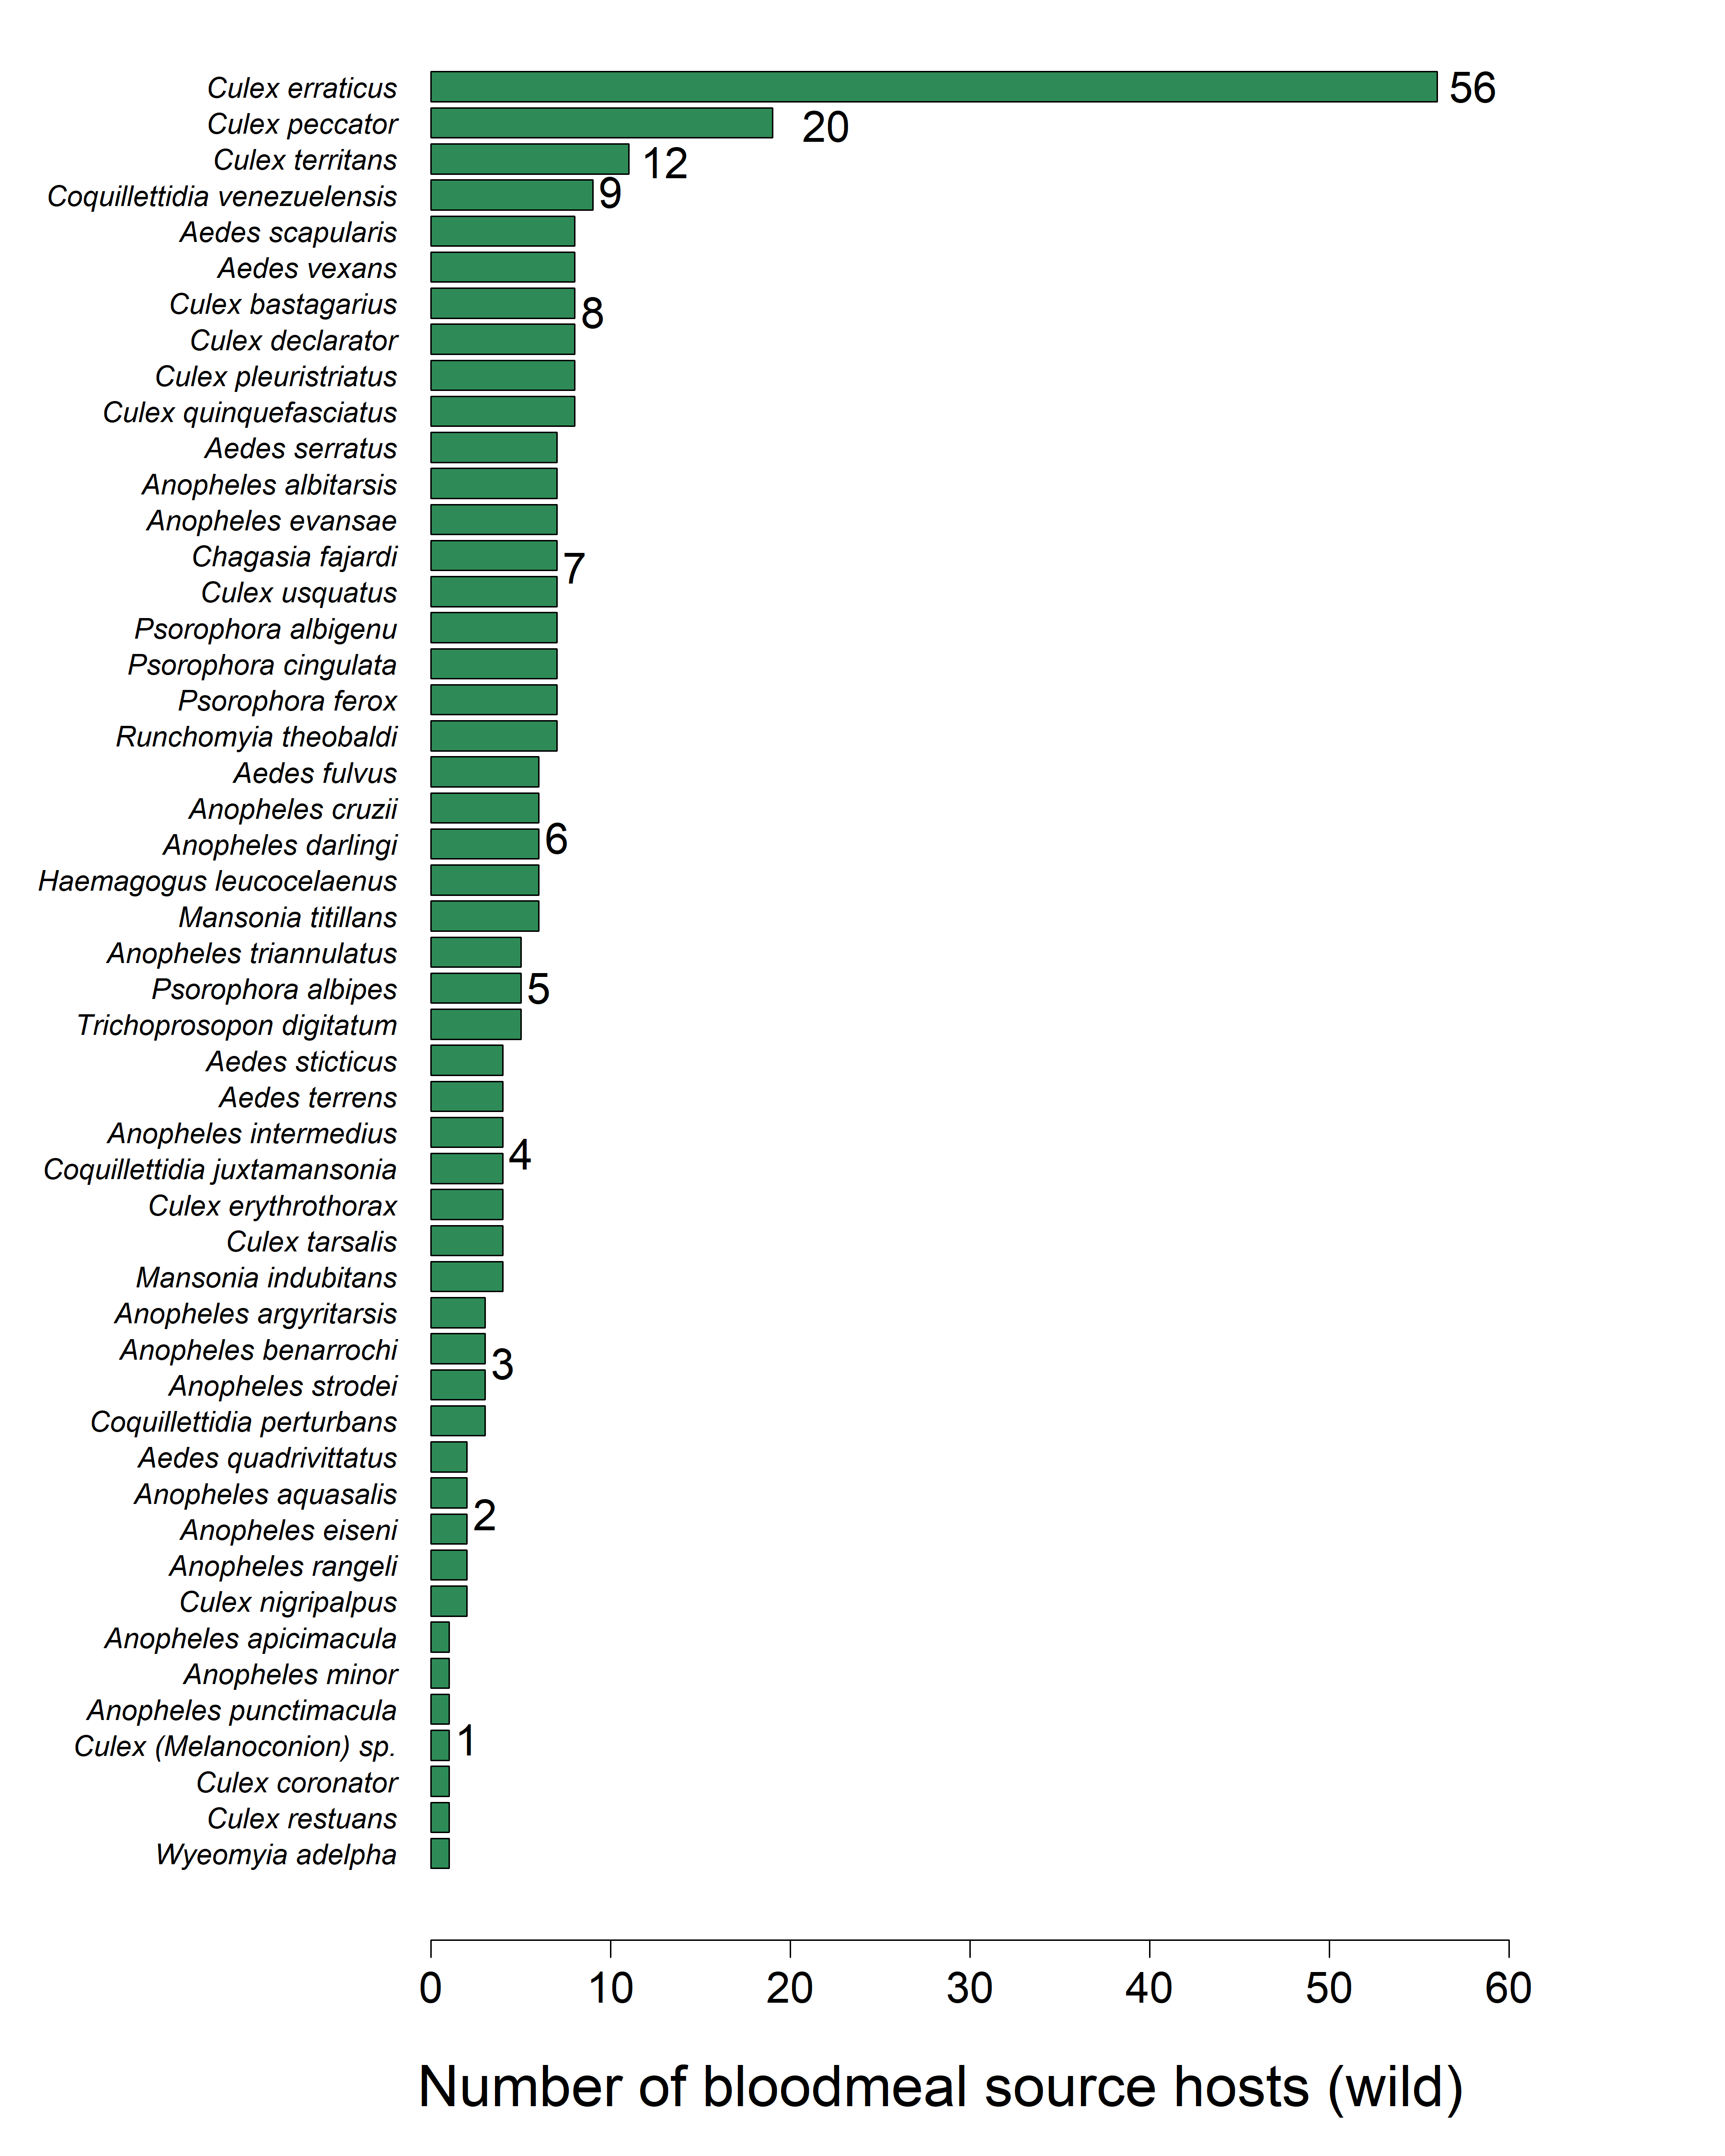 Culex erraticus 56
Culex peccator 20
Culex territans 12
Coquillettidia venezuelensis 9
Aedes scapularis
Aedes vexans
Culex bastagarius 8
Culex declarator
Culex pleuristriatus
Culex quinquefasciatus
Aedes serratus
Anopheles albitarsis
Anopheles evansae
Chagasia fajardi 7
Culex usquatus
Psorophora albigenu
Psorophora cingulata
Psorophora ferox
Runchomyia theobaldi
Aedes fulvus
Anopheles cruzii
Anopheles darlingi 6
Haemagogus leucocelaenus
Mansonia titillans
Anopheles triannulatus
Psorophora albipes 5
Trichoprosopon digitatum
Aedes sticticus
Aedes terrens
Anopheles intermedius
Coquillettidia juxtamansonia 4
Culex erythrothorax
Culex tarsalis
Mansonia indubitans
Anopheles argyritarsis
Anopheles benarrochi 3
Anopheles strodei
Coquillettidia perturbans
Aedes quadrivittatus
Anopheles aquasalis
Anopheles eiseni 2
Anopheles rangeli
Culex nigripalpus
Anopheles apicimacula
Anopheles minor
Anopheles punctimacula
Culex (Melanoconion) sp. 1
Culex coronator
Culex restuans
Wyeomyia adelpha
0 10 20 30 40 50 60
Number of bloodmeal source hosts (wild)